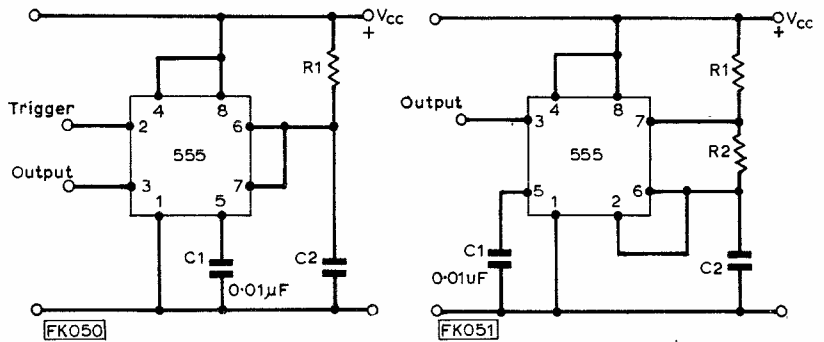 Vcc
+
R1
4
8
Trigger
2
6
555
Output
3
7
1
5
C1
0·01µF
C2
FK050
Vcc
+
R1
4
8
Output
3
7
R2
555
5
6
1
2
C1
0·01uF
C2
FK051